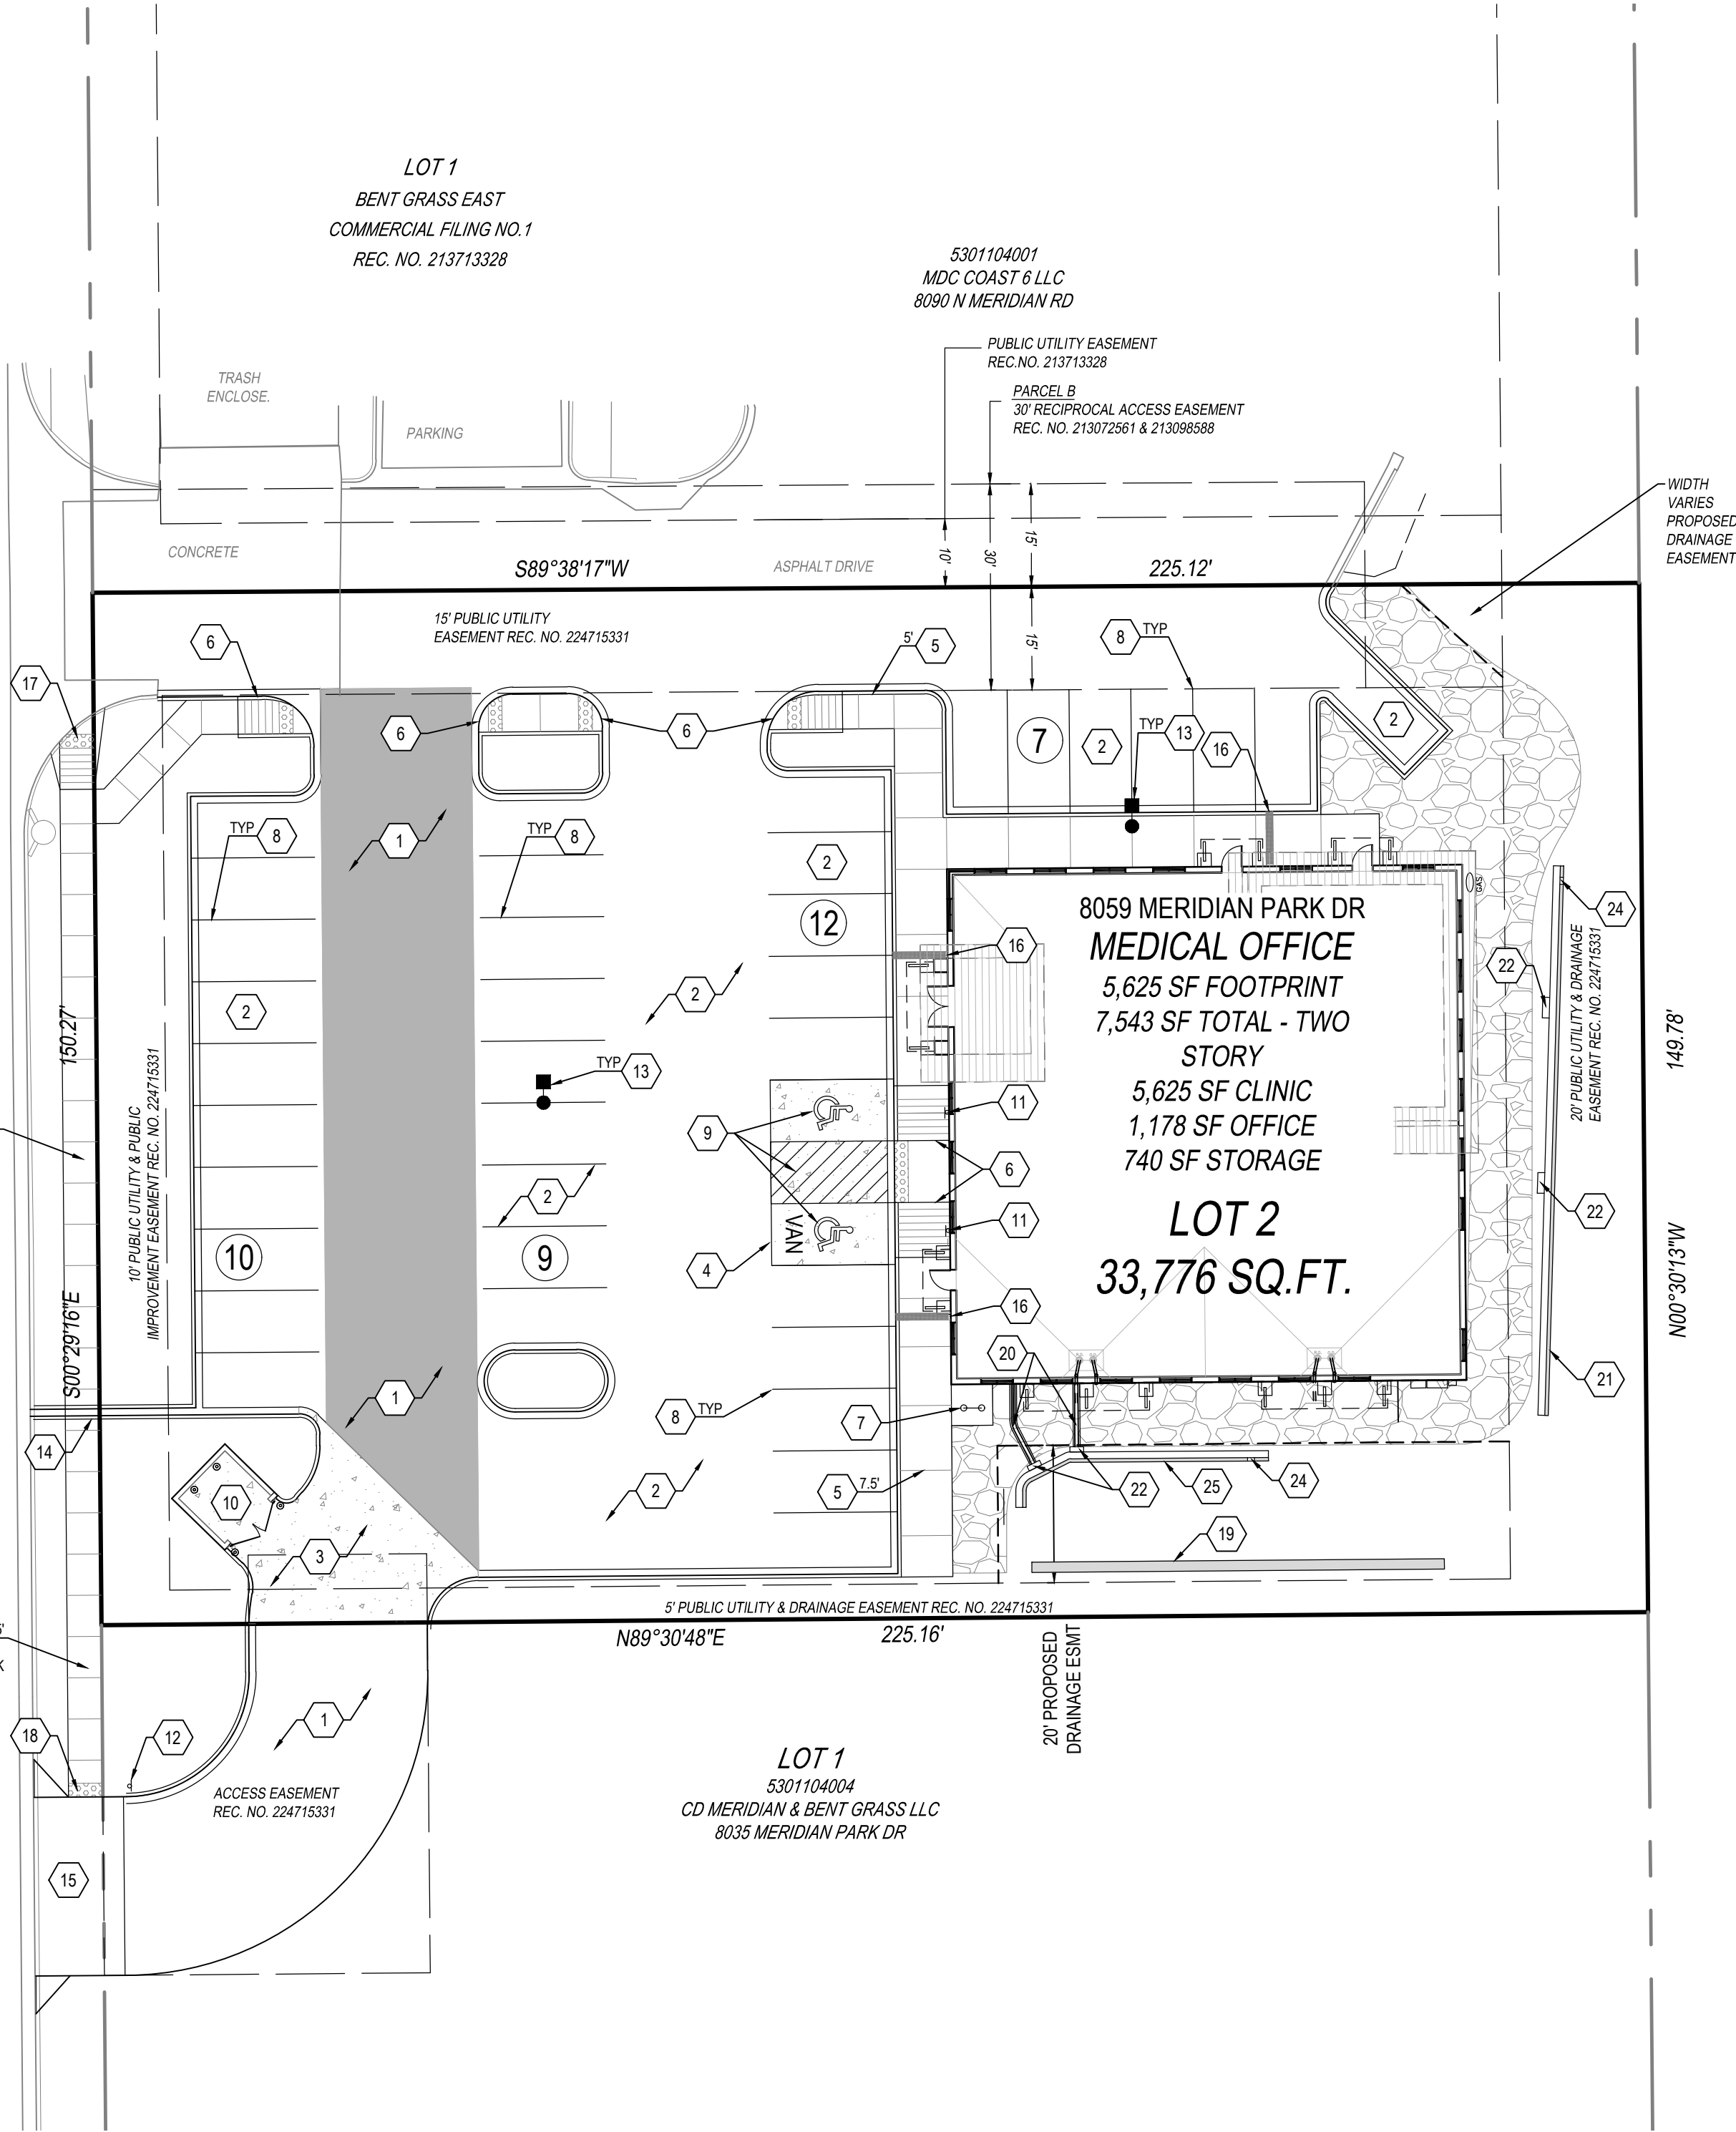 LOT 1
BENT GRASS EAST
COMMERCIAL FILING NO.1
REC. NO. 213713328
5301104001
MDC COAST 6 LLC
8090 N MERIDIAN RD
PUBLIC UTILITY EASEMENT
REC.NO. 213713328
PARCEL B
30' RECIPROCAL ACCESS EASEMENT
REC. NO. 213072561 & 213098588
TRASH
ENCLOSE.
PARKING
WIDTH
VARIES
PROPOSED
DRAINAGE
EASEMENT
CONCRETE
S89°38'17"W
ASPHALT DRIVE
10'
30'
15'
225.12'
15' PUBLIC UTILITY
EASEMENT REC. NO. 224715331
6
5'
5
15'
8
TYP
17
6
6
7
2
TYP
13
16
2
TYP
8
1
TYP
8
2
12
8059 MERIDIAN PARK DR
MEDICAL OFFICE
5,625 SF FOOTPRINT
7,543 SF TOTAL - TWO
STORY
5,625 SF CLINIC
1,178 SF OFFICE
740 SF STORAGE
LOT 2
33,776 SQ.FT.
GAS
24
16
22
20' PUBLIC UTILITY & DRAINAGE
EASEMENT REC. NO. 224715331
2
2
150.27'
149.78'
10' PUBLIC UTILITY & PUBLIC
IMPROVEMENT EASEMENT REC. NO. 224715331
TYP
13
11
9
6
2
22
11
VAN
10
9
4
S00°29'16"E
N00°30'13"W
16
20
21
1
8
TYP
7
14
2
5
7.5'
22
25
24
10
19
3
5' PUBLIC UTILITY & DRAINAGE EASEMENT REC. NO. 224715331
N89°30'48"E
225.16'
20' PROPOSED
DRAINAGE ESMT
K
1
18
12
LOT 1
5301104004
CD MERIDIAN & BENT GRASS LLC
8035 MERIDIAN PARK DR
ACCESS EASEMENT
REC. NO. 224715331
15